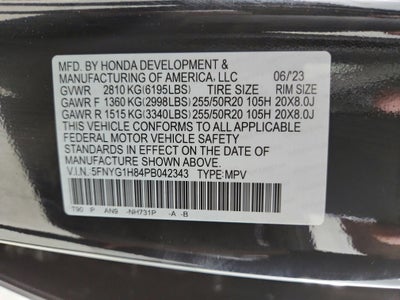 MFD. BY HONDA DEVELOPMENT &
MANUFACTURING OF AMERICA, LLC 06/'23
GVWR 2810 KG(6195LBS) TIRE SIZE RIM SIZE
GAWR F 1360 KG(2998LBS) 255/50R20 105H 20X8.0J
GAWR R 1515 KG(3340LBS) 255/50R20 105H 20X8.0J
THIS VEHICLE CONFORMS TO ALL APPLICABLE
FEDERAL MOTOR VEHICLE SAFETY
STANDARDS IN EFFECT ON THE DATE OF
MANUFACTURE SHOWN ABOVE.
V.I.N. 5FNYG1H84PB042343 TYPE:MPV
T90 P AN9 -NH731P -A -B